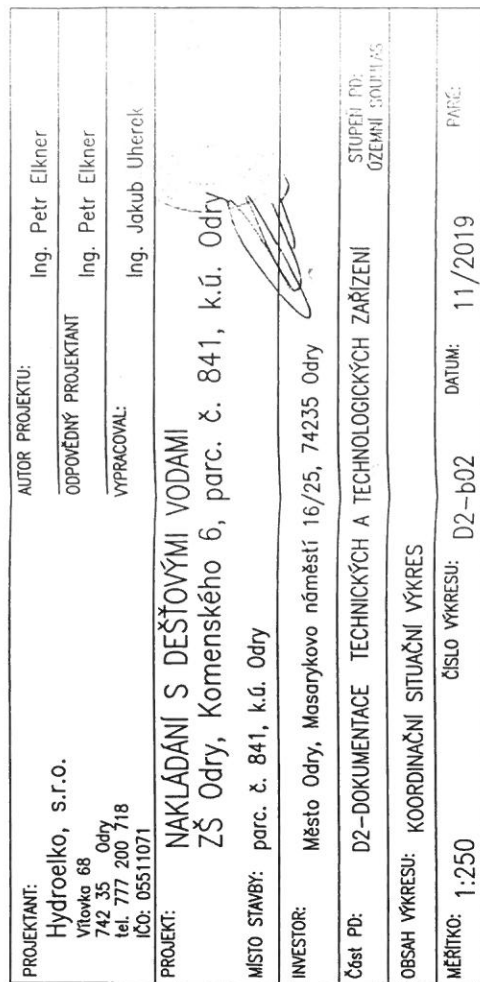 PROJEKTANT:
Hydroelko, s.r.o.
Vítovka 68
742 35 Odry
tel. 777 200 718
IČO: 05511071
AUTOR PROJEKTU:
Ing. Petr Elkner
ODPOVĚDNÝ PROJEKTANT
Ing. Petr Elkner
VYPRACOVAL:
Ing. Jakub Uherek
PROJEKT:
NAKLÁDÁNÍ S DEŠŤOVÝMI VODAMI
ZŠ Odry, Komenského 6, parc. č. 841, k.ú. Odry
MÍSTO STAVBY: parc. č. 841, k.ú. Odry
INVESTOR: Město Odry, Masarykovo náměstí 16/25, 74235 Odry
Část PD: D2-DOKUMENTACE TECHNICKÝCH A TECHNOLOGICKÝCH ZAŘÍZENÍ
STUPEŇ PD:
ÚZEMNÍ SOUHLAS
OBSAH VÝKRESU: KOORDINAČNÍ SITUAČNÍ VÝKRES
MĚŘÍTKO: 1:250 ČÍSLO VÝKRESU: D2-b02 DATUM: 11/2019 PARÉ: